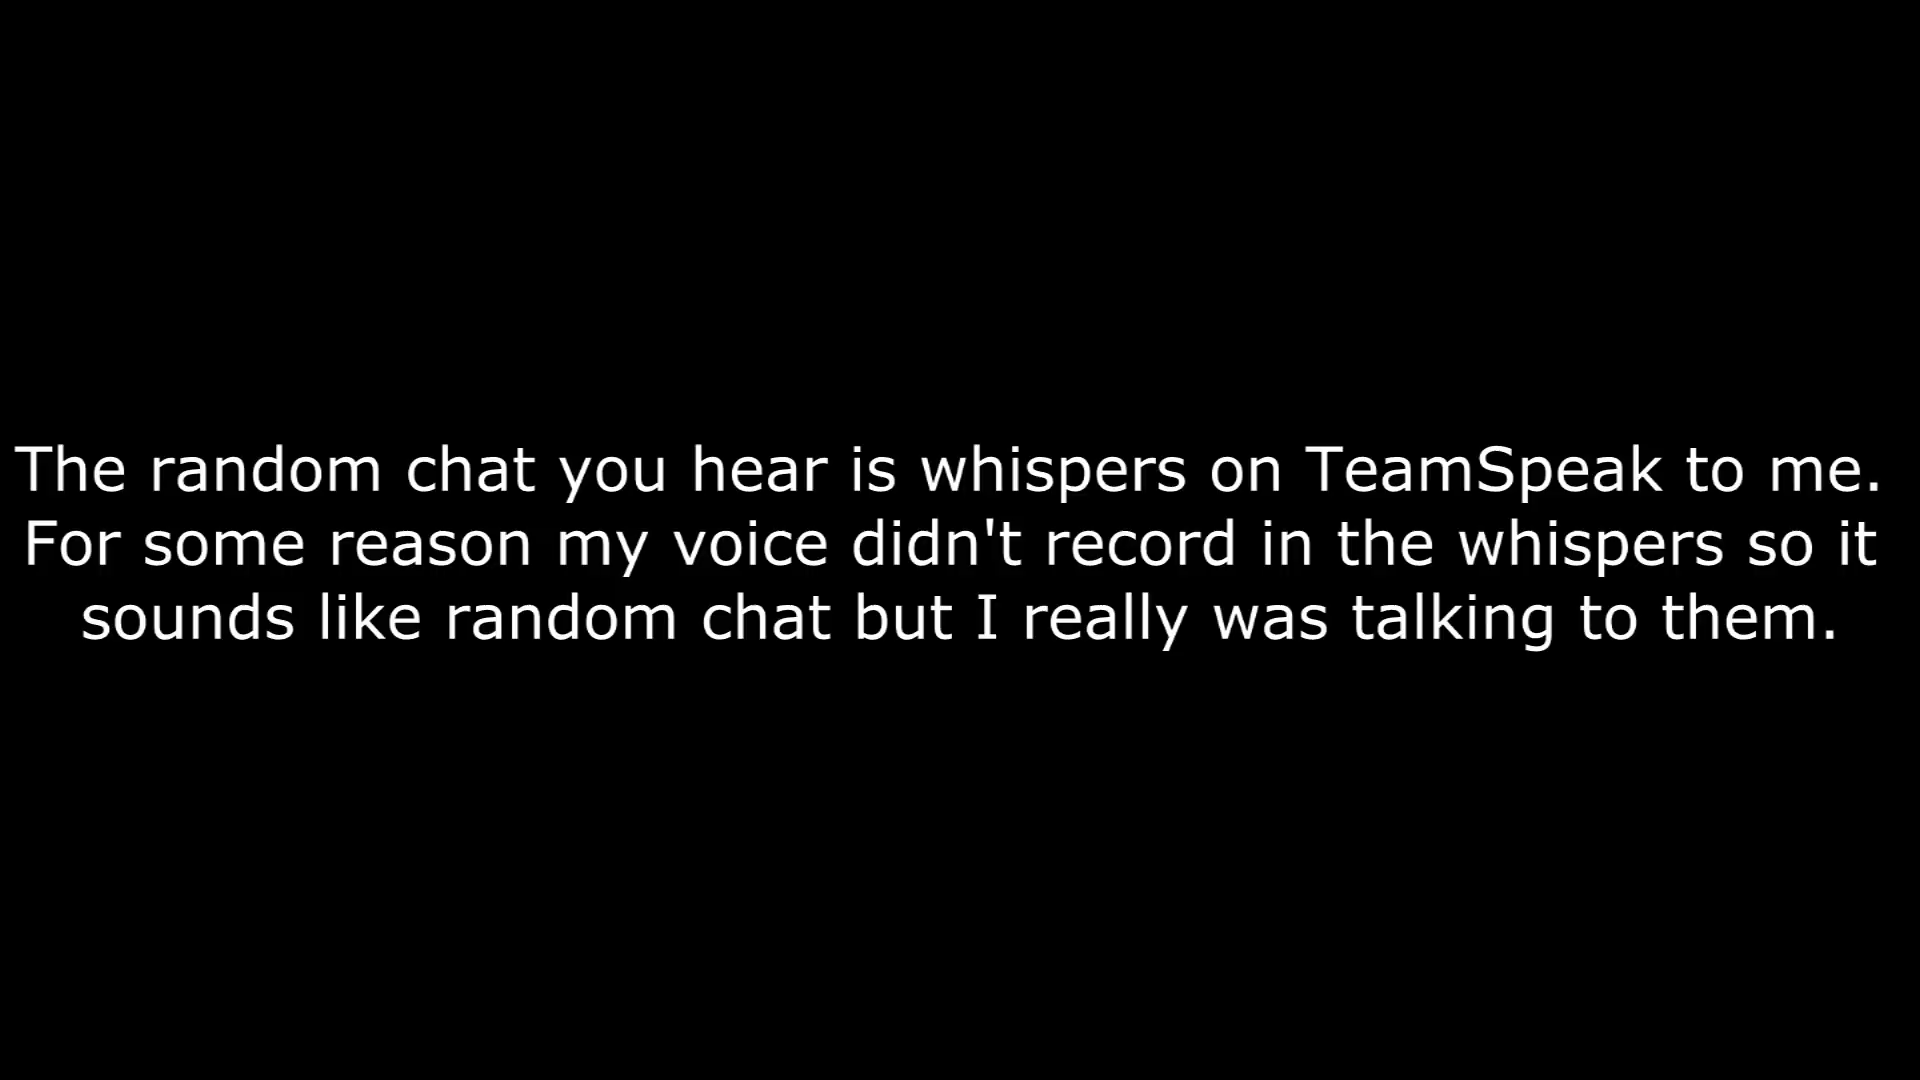 The random chat you hear is whispers on TeamSpeak to me.
For some reason my voice didn't record in the whispers so it
sounds like random chat but I really was talking to them.